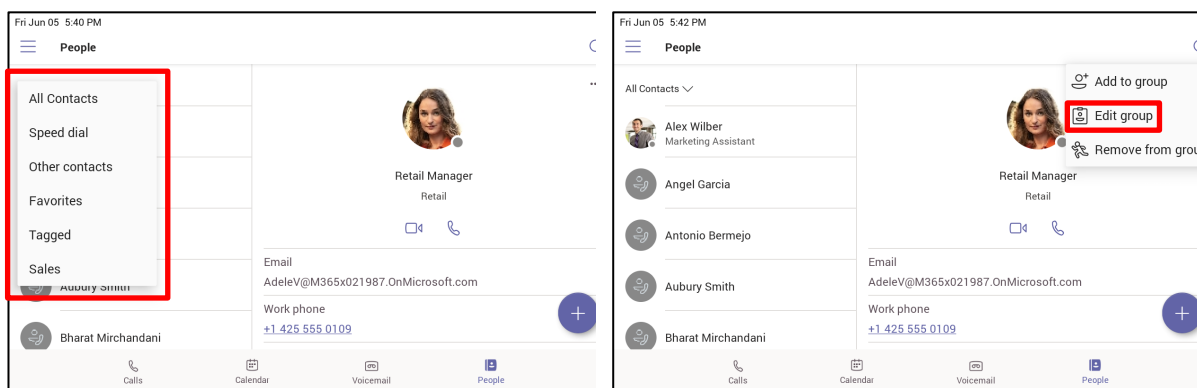 Fri Jun 05 5:40 PM
People
All Contacts
Speed dial
Other contacts
Favorites
Tagged
Sales
Aubury Smith
Bharat Mirchandani
Retail Manager
Retail
Email
AdeleV@M365x021987.OnMicrosoft.com
Work phone
+1 425 555 0109
Calls
Calendar
Voicemail
People
Fri Jun 05 5:42 PM
People
All Contacts
Alex Wilber
Marketing Assistant
Angel Garcia
Antonio Bermejo
Aubury Smith
Bharat Mirchandani
Add to group
Edit group
Remove from grou
Retail Manager
Retail
Email
AdeleV@M365x021987.OnMicrosoft.com
Work phone
+1 425 555 0109
Calls
Calendar
Voicemail
People